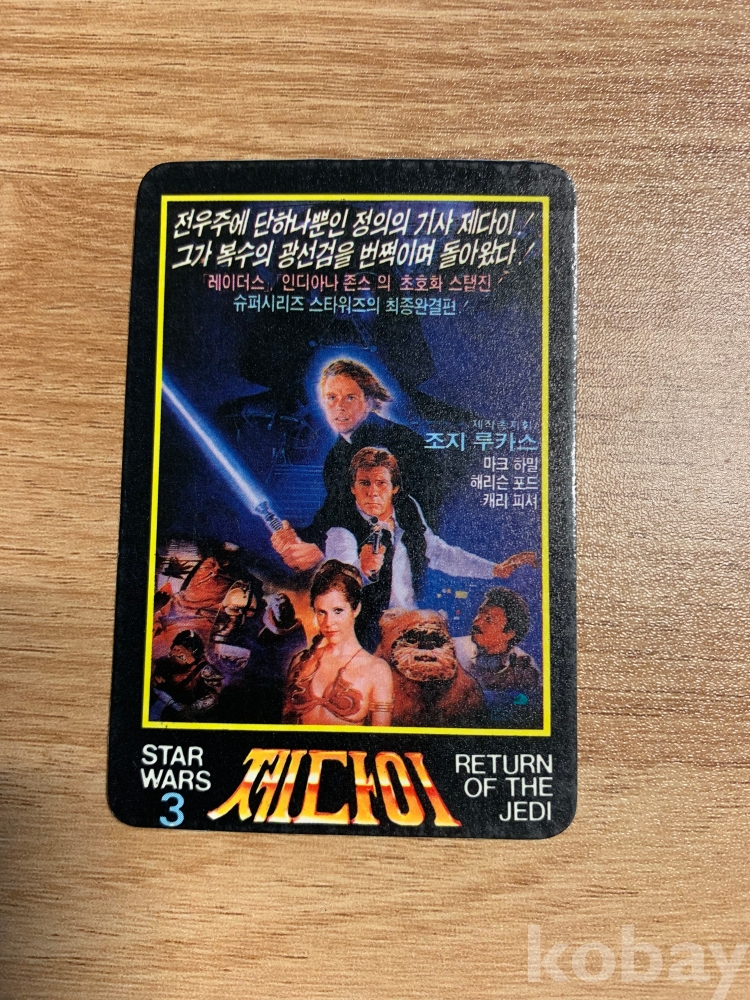 전우주에 단하나뿐인 정의의 기사 제다이!
그가 복수의 광선검을 번쩍이며 돌아왔다!
「레이더스」, 「인디아나 존스」의 초호화 스탭진!
슈퍼시리즈 스타워즈의 최종완결편!
제작총지휘/
조지 루카스
마크 하밀
해리슨 포드
캐리 피셔
STAR WARS 3
제다이
RETURN OF THE JEDI
kobay